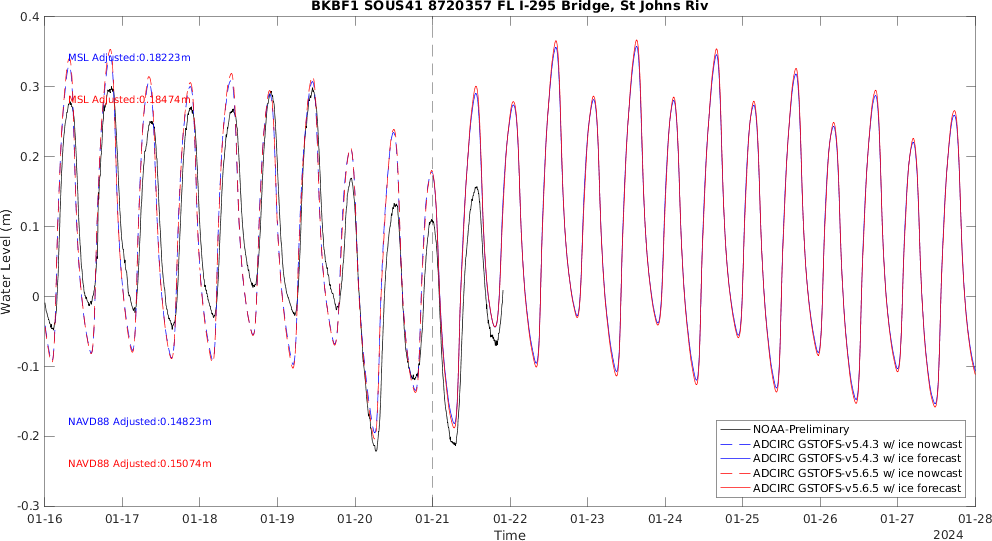 BKBF1 SOUS41 8720357 FL I-295 Bridge, St Johns Riv
0.4
0.3
0.2
0.1
0
-0.1
-0.2
-0.3
Water Level (m)
MSL Adjusted:0.18223m
MSL Adjusted:0.18474m
NAVD88 Adjusted:0.14823m
NAVD88 Adjusted:0.15074m
NOAA-Preliminary
ADCIRC GSTOFS-v5.4.3 w/ ice nowcast
ADCIRC GSTOFS-v5.4.3 w/ ice forecast
ADCIRC GSTOFS-v5.6.5 w/ ice nowcast
ADCIRC GSTOFS-v5.6.5 w/ ice forecast
01-16 01-17 01-18 01-19 01-20 01-21 01-22 01-23 01-24 01-25 01-26 01-27 01-28
Time
2024